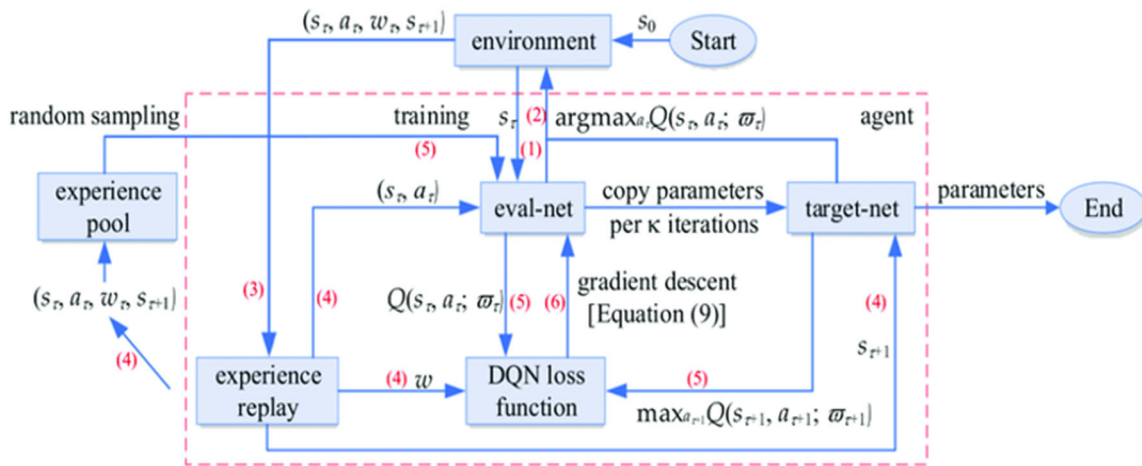 (sτ, aτ, wτ, sτ+1)
environment
s0
Start
random sampling
training
(5)
sτ
(2)
(1)
argmaxaτQ(sτ, aτ; ϖτ)
agent
experience
pool
(sτ, aτ)
eval-net
copy parameters
per κ iterations
target-net
parameters
End
(sτ, aτ, wτ, sτ+1)
(3)
(4)
Q(sτ, aτ; ϖτ)
(5)
(6)
gradient descent
[Equation (9)]
(4)
sτ+1
(4)
experience
replay
(4) w
DQN loss
function
(5)
maxaτ+1Q(sτ+1, aτ+1; ϖτ+1)